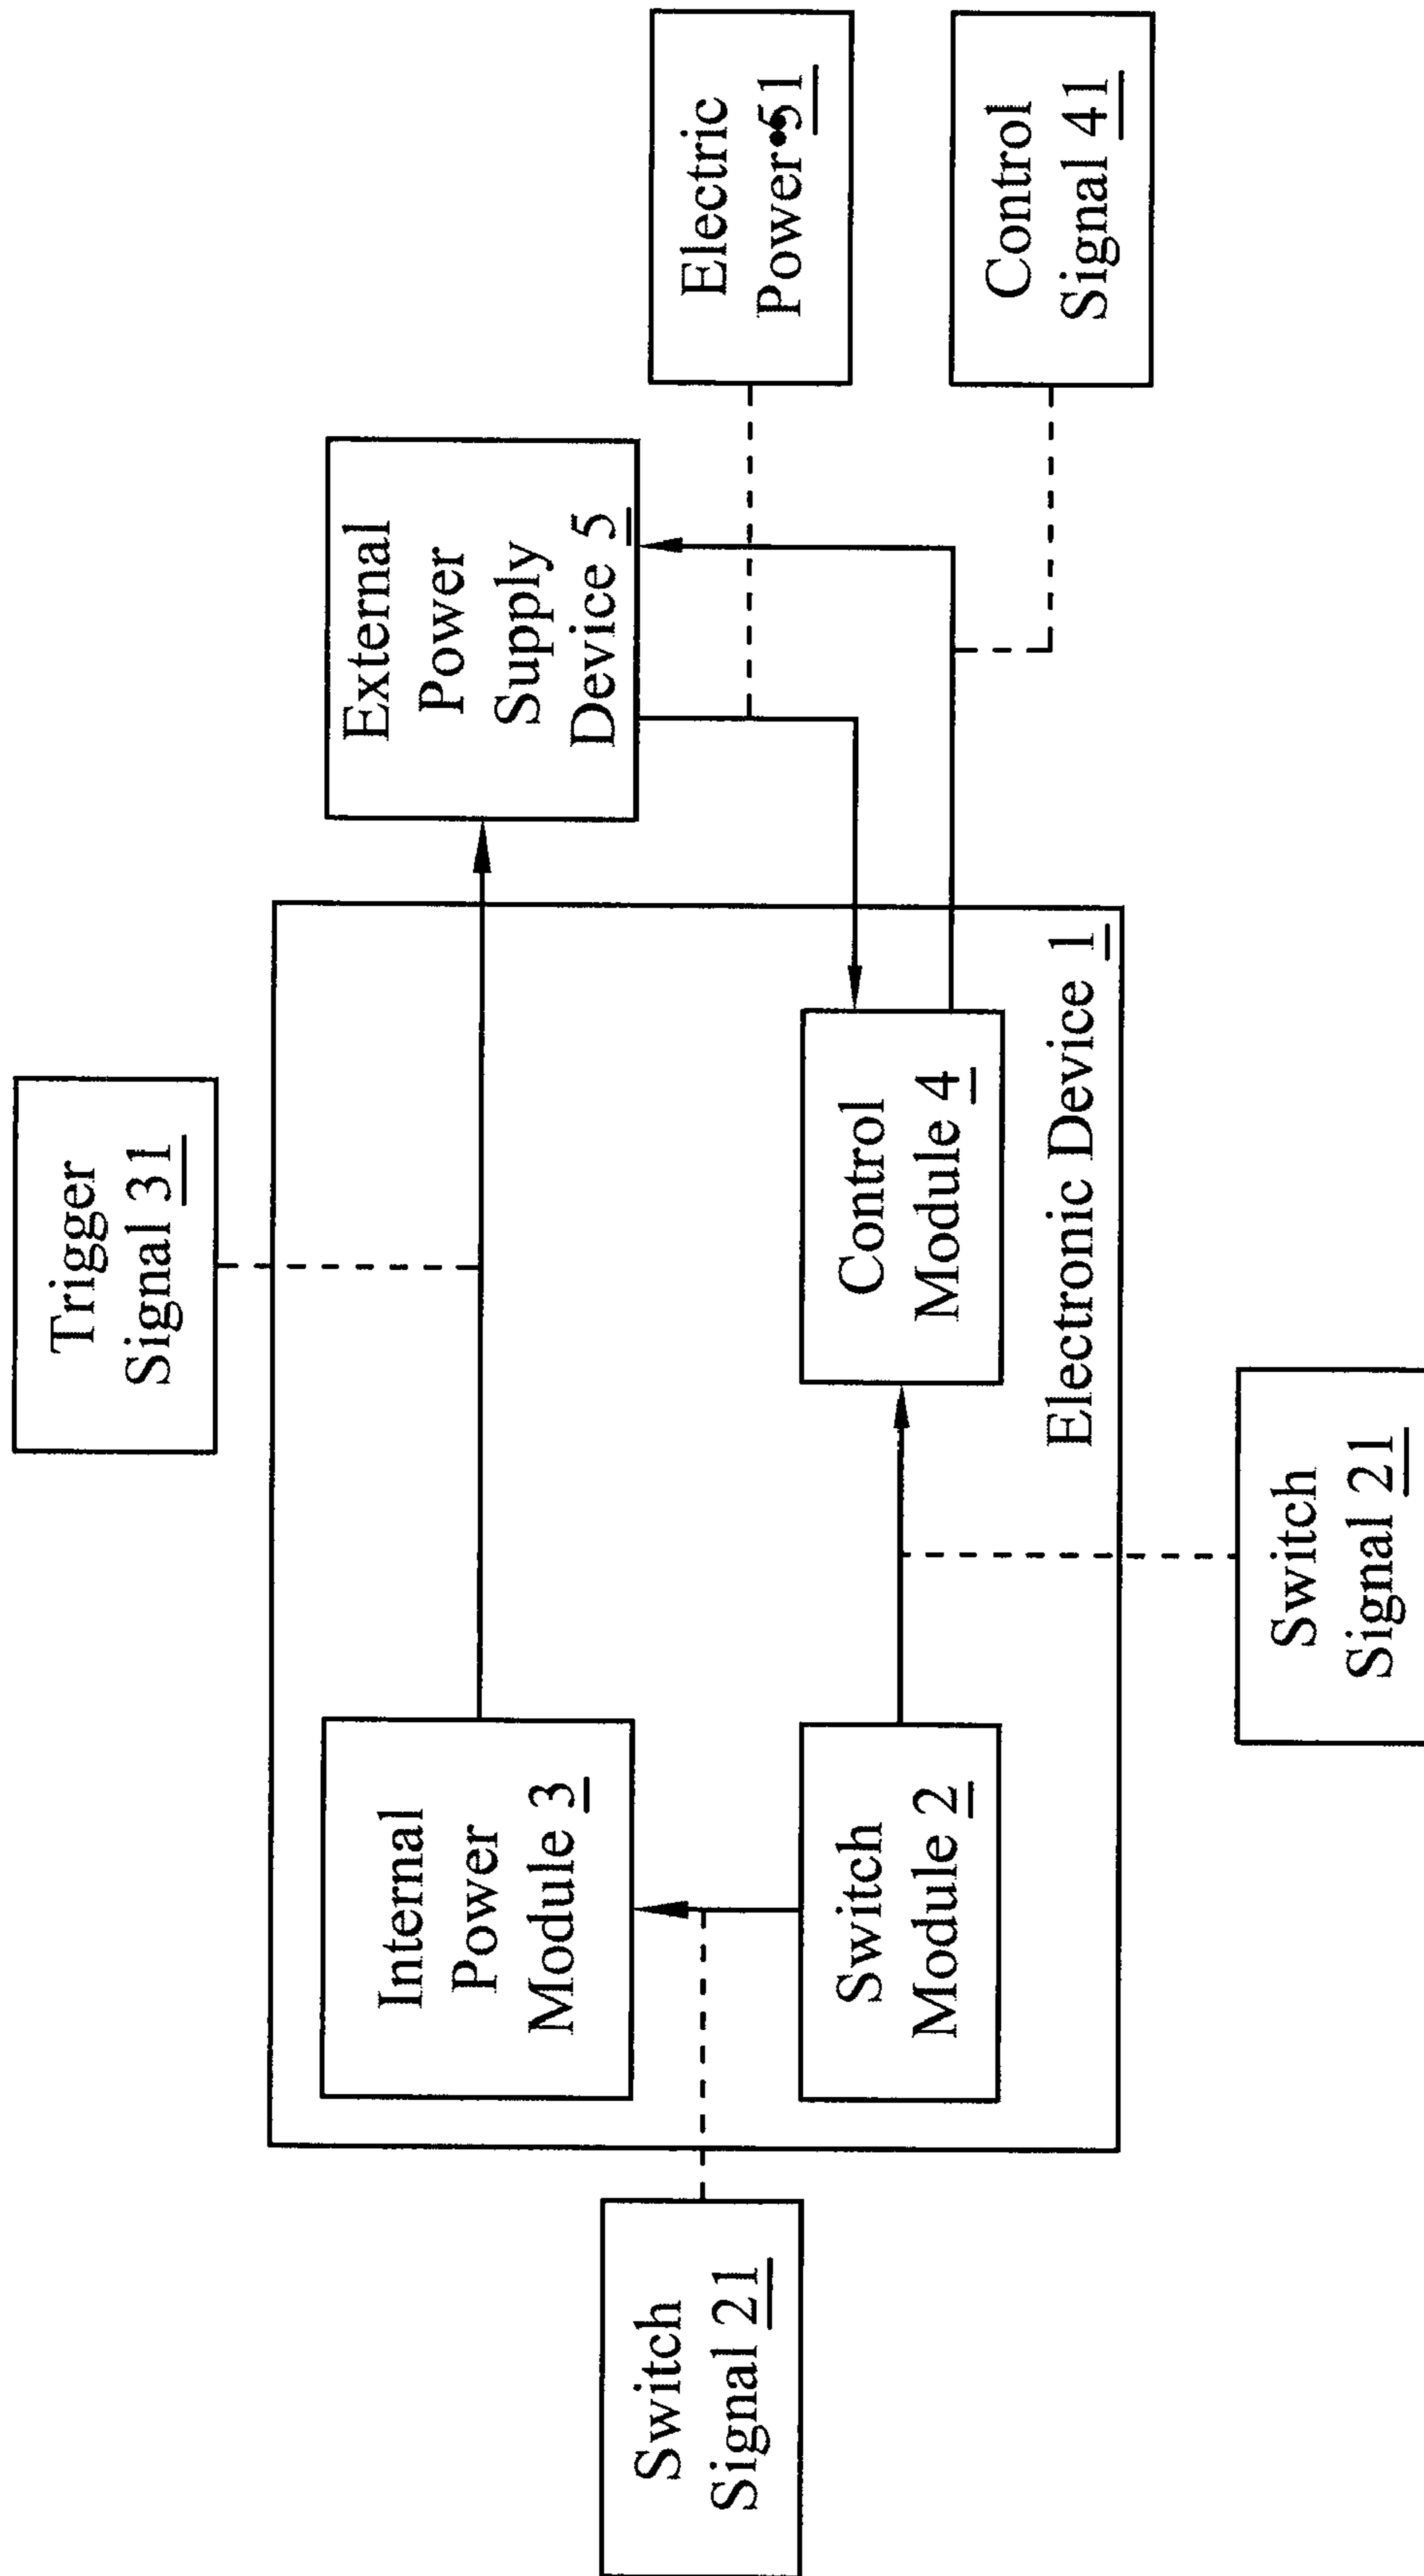 Trigger
Signal 31
Internal
Power
Module 3
External
Power
Supply
Device 5
Switch
Signal 21
Electric
Power 51
Switch
Module 2
Control
Module 4
Control
Signal 41
Electronic Device 1
Switch
Signal 21